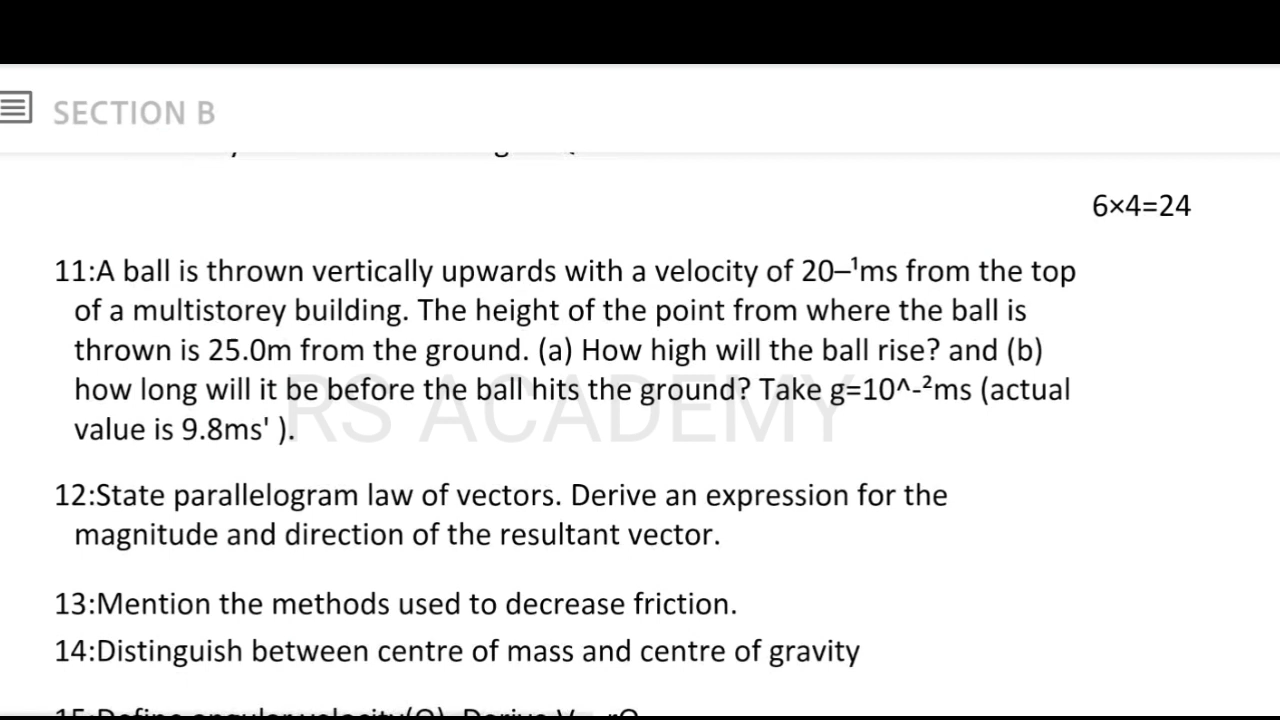 SECTION B
6×4=24
11:A ball is thrown vertically upwards with a velocity of 20–¹ms from the top
of a multistorey building. The height of the point from where the ball is
thrown is 25.0m from the ground. (a) How high will the ball rise? and (b)
how long will it be before the ball hits the ground? Take g=10^-²ms (actual
value is 9.8ms' ).
RS ACADEMY
12:State parallelogram law of vectors. Derive an expression for the
magnitude and direction of the resultant vector.
13:Mention the methods used to decrease friction.
14:Distinguish between centre of mass and centre of gravity
15:Define angular velocity